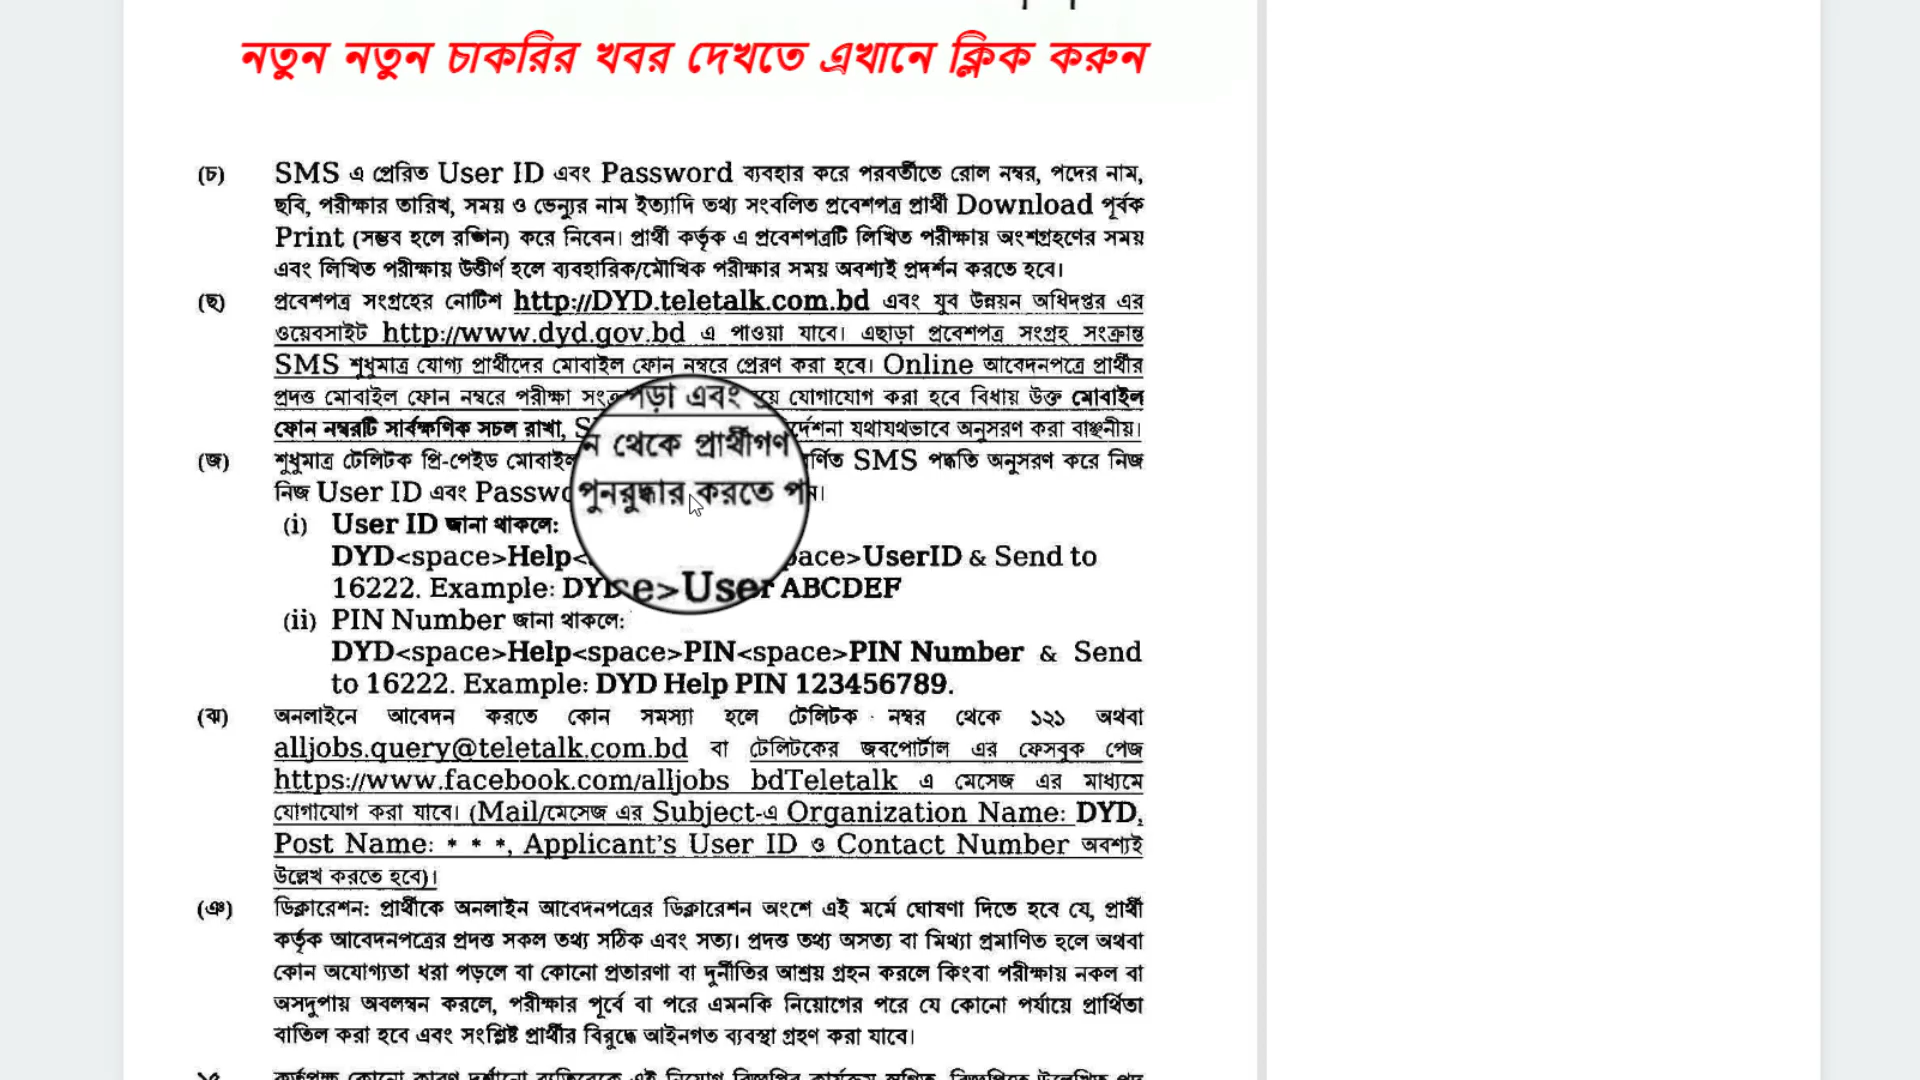 নতুন নতুন চাকরির খবর দেখতে এখানে ক্লিক করুন
(চ) SMS এ প্রেরিত User ID এবং Password ব্যবহার করে পরবর্তীতে রোল নম্বর, পদের নাম,
ছবি, পরীক্ষার তারিখ, সময় ও ভেন্যুর নাম ইত্যাদি তথ্য সংবলিত প্রবেশপত্র প্রার্থী Download পূর্বক
Print (সম্ভব হলে রঙ্গিন) করে নিবেন। প্রার্থী কর্তৃক এ প্রবেশপত্রটি লিখিত পরীক্ষায় অংশগ্রহণের সময়
এবং লিখিত পরীক্ষায় উত্তীর্ণ হলে ব্যবহারিক/মৌখিক পরীক্ষার সময় অবশ্যই প্রদর্শন করতে হবে।
(ছ) প্রবেশপত্র সংগ্রহের নোটিশ http://DYD.teletalk.com.bd এবং যুব উন্নয়ন অধিদপ্তর এর
ওয়েবসাইট http://www.dyd.gov.bd এ পাওয়া যাবে। এছাড়া প্রবেশপত্র সংগ্রহ সংক্রান্ত
SMS শুধুমাত্র যোগ্য প্রার্থীদের মোবাইল ফোন নম্বরে প্রেরণ করা হবে। Online আবেদনপত্রে প্রার্থীর
প্রদত্ত মোবাইল ফোন নম্বরে পরীক্ষা পড়া এবং যোগাযোগ করা হবে বিধায় উক্ত মোবাইল
ফোন নম্বরটি সার্বক্ষণিক সচল রাখা, থেকে প্রার্থীগণ যথাযথভাবে অনুসরণ করা বাঞ্ছনীয়।
(জ) শুধুমাত্র টেলিটক প্রি-পেইড মোবাইল SMS পদ্ধতি অনুসরণ করে নিজ
নিজ User ID এবং পুনরুদ্ধার করতে
(i) User ID জানা থাকলে:
DYD<space>Help< >UserID & Send to
16222. Example: >User ABCDEF
(ii) PIN Number জানা থাকলে:
DYD<space>Help<space>PIN<space>PIN Number & Send
to 16222. Example: DYD Help PIN 123456789.
(ঝ) অনলাইনে আবেদন করতে কোন সমস্যা হলে টেলিটক নম্বর থেকে ১২১ অথবা
alljobs.query@teletalk.com.bd বা টেলিটকের জবপোর্টাল এর ফেসবুক পেজ
https://www.facebook.com/alljobs bdTeletalk এ মেসেজ এর মাধ্যমে
যোগাযোগ করা যাবে। (Mail/মেসেজ এর Subject-এ Organization Name: DYD,
Post Name: * * *, Applicant's User ID ও Contact Number অবশ্যই
উল্লেখ করতে হবে)।
(ঞ) ডিক্লারেশন: প্রার্থীকে অনলাইন আবেদনপত্রের ডিক্লারেশন অংশে এই মর্মে ঘোষণা দিতে হবে যে, প্রার্থী
কর্তৃক আবেদনপত্রের প্রদত্ত সকল তথ্য সঠিক এবং সত্য। প্রদত্ত তথ্য অসত্য বা মিথ্যা প্রমাণিত হলে অথবা
কোন অযোগ্যতা ধরা পড়লে বা কোনো প্রতারণা বা দুর্নীতির আশ্রয় গ্রহন করলে কিংবা পরীক্ষায় নকল বা
অসদুপায় অবলম্বন করলে, পরীক্ষার পূর্বে বা পরে এমনকি নিয়োগের পরে যে কোনো পর্যায়ে প্রার্থিতা
বাতিল করা হবে এবং সংশ্লিষ্ট প্রার্থীর বিরুদ্ধে আইনগত ব্যবস্থা গ্রহণ করা যাবে।